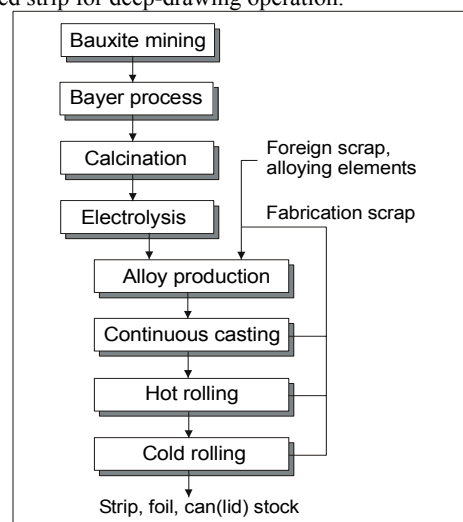 ed strip for deep-drawing operation.
Bauxite mining
Bayer process
Calcination
Foreign scrap,
alloying elements
Electrolysis
Fabrication scrap
Alloy production
Continuous casting
Hot rolling
Cold rolling
Strip, foil, can(lid) stock